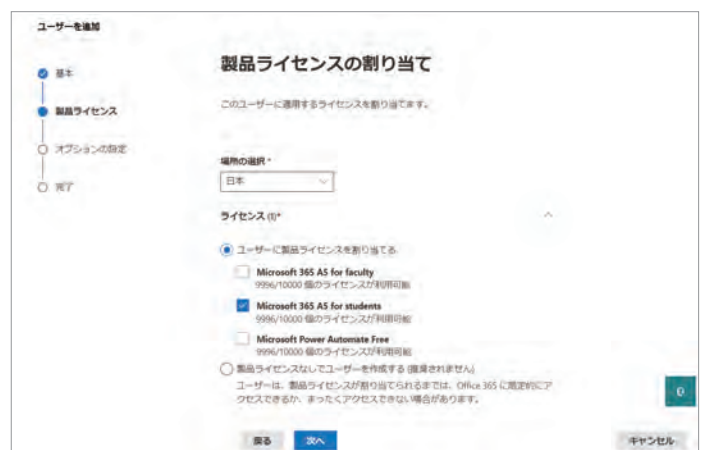 ユーザーを追加
基本
製品ライセンス
オプションの設定
完了
製品ライセンスの割り当て
このユーザーに適用するライセンスを割り当てます。
場所の選択 *
日本
ライセンス (1)*
ユーザーに製品ライセンスを割り当てる
Microsoft 365 A5 for faculty
9996/10000 個のライセンスが利用可能
Microsoft 365 A5 for students
9996/10000 個のライセンスが利用可能
Microsoft Power Automate Free
9996/10000 個のライセンスが利用可能
製品ライセンスなしでユーザーを作成する (推奨されません)
ユーザーは、製品ライセンスが割り当てられるまでは、Office 365 に限定的にア
クセスできるか、まったくアクセスできない場合があります。
戻る
次へ
キャンセル